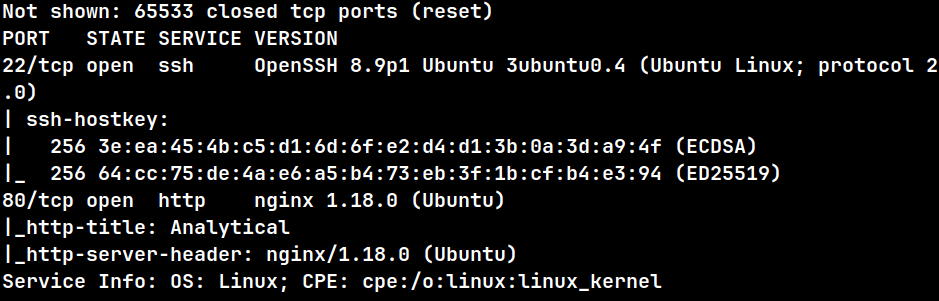 Not shown: 65533 closed tcp ports (reset)
PORT   STATE SERVICE VERSION
22/tcp open  ssh     OpenSSH 8.9p1 Ubuntu 3ubuntu0.4 (Ubuntu Linux; protocol 2
.0)
| ssh-hostkey:
|   256 3e:ea:45:4b:c5:d1:6d:6f:e2:d4:d1:3b:0a:3d:a9:4f (ECDSA)
|_  256 64:cc:75:de:4a:e6:a5:b4:73:eb:3f:1b:cf:b4:e3:94 (ED25519)
80/tcp open  http    nginx 1.18.0 (Ubuntu)
|_http-title: Analytical
|_http-server-header: nginx/1.18.0 (Ubuntu)
Service Info: OS: Linux; CPE: cpe:/o:linux:linux_kernel